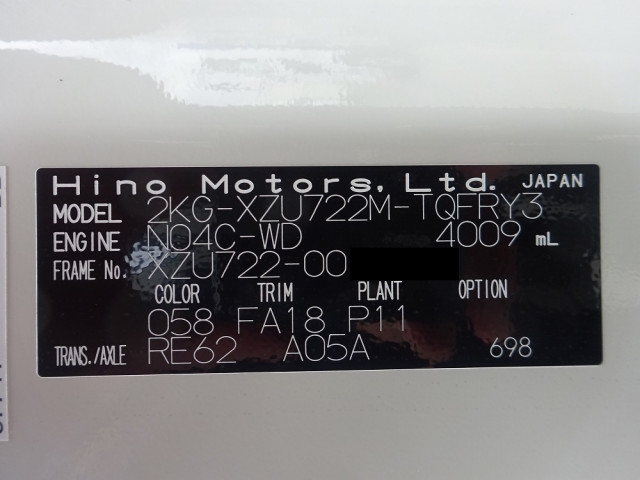 Hino Motors, Ltd. JAPAN
MODEL 2KG-XZU722M-TQFRY3
ENGINE N04C-WD 4009 mL
FRAME No. XZU722-00
COLOR TRIM PLANT OPTION
058 FA18 P11
TRANS./AXLE RE62 A05A 698